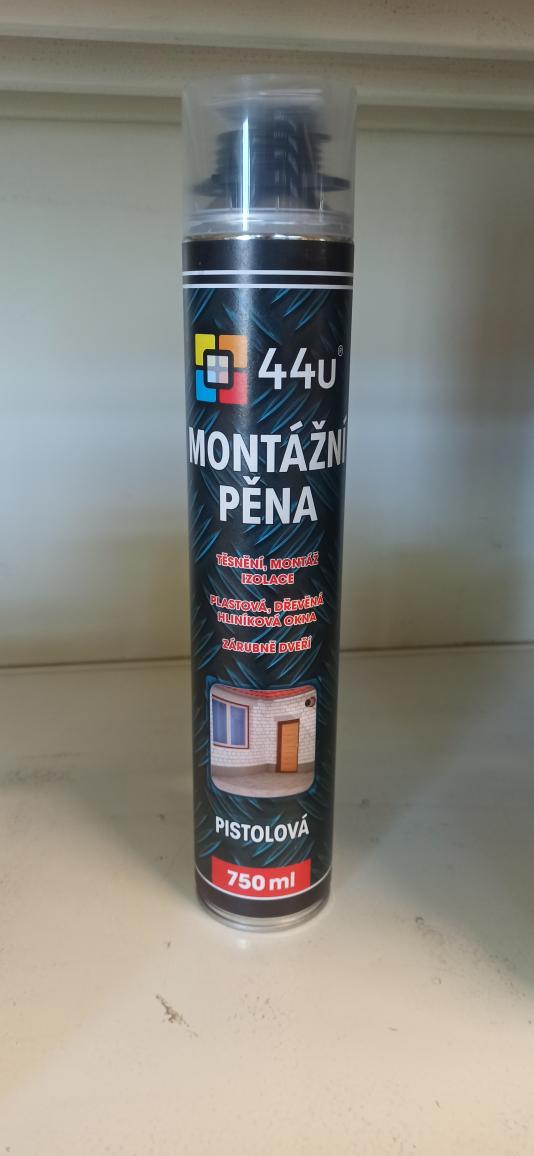 44u®
MONTÁŽNÍ
PĚNA
TĚSNĚNÍ, MONTÁŽ
IZOLACE
PLASTOVÁ, DŘEVĚNÁ
HLINÍKOVÁ OKNA
ZÁRUBNĚ DVEŘÍ
PISTOLOVÁ
750 ml